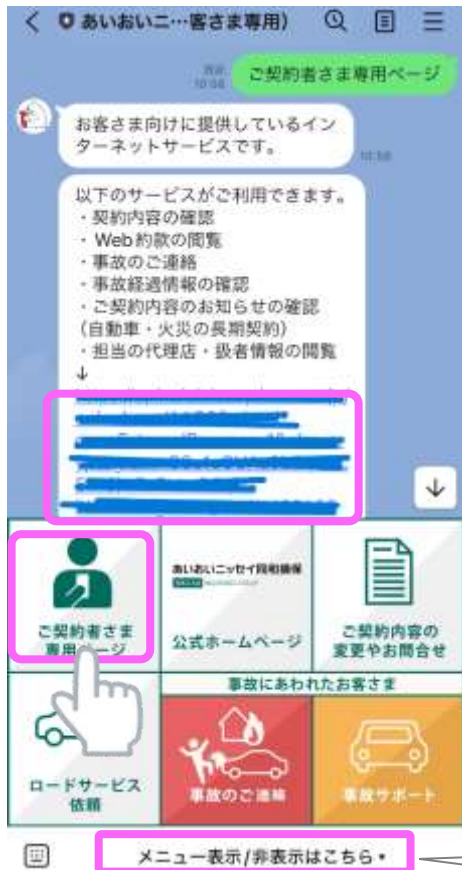 あいおいニ…客さま専用)
ご契約者さま専用ページ
10:58
お客さま向けに提供しているイン
ターネットサービスです。
以下のサービスがご利用できます。
・契約内容の確認
・Web約款の閲覧
・事故のご連絡
・事故経過情報の確認
・ご契約内容のお知らせの確認
(自動車・火災の長期契約)
・担当の代理店・扱者情報の閲覧
↓
ご契約者さま
専用ページ
あいおいニッセイ同和損保
公式ホームページ
ご契約内容の
変更やお問合せ
事故にあわれたお客さま
ロードサービス
依頼
事故のご連絡
事故サポート
メニュー表示/非表示はこちら